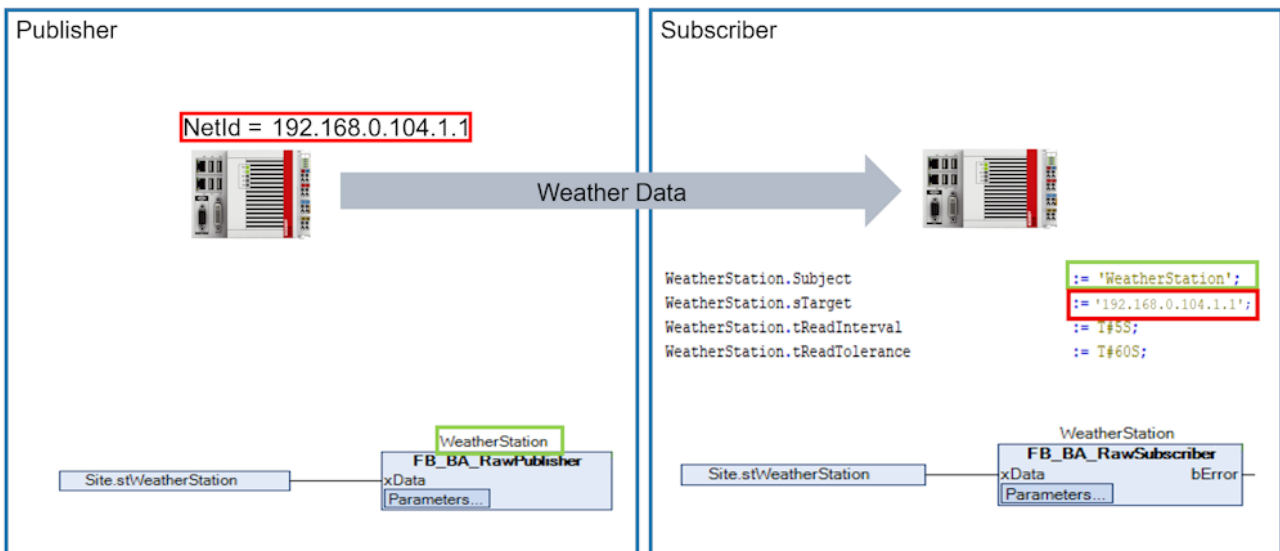 Publisher
NetId = 192.168.0.104.1.1
WeatherStation
FB_BA_RawPublisher
Site.stWeatherStation
xData
Parameters...
Weather Data
Subscriber
WeatherStation.Subject := 'WeatherStation';
WeatherStation.sTarget := '192.168.0.104.1.1';
WeatherStation.tReadInterval := T#5S;
WeatherStation.tReadTolerance := T#60S;
WeatherStation
FB_BA_RawSubscriber
Site.stWeatherStation
xData bError
Parameters...